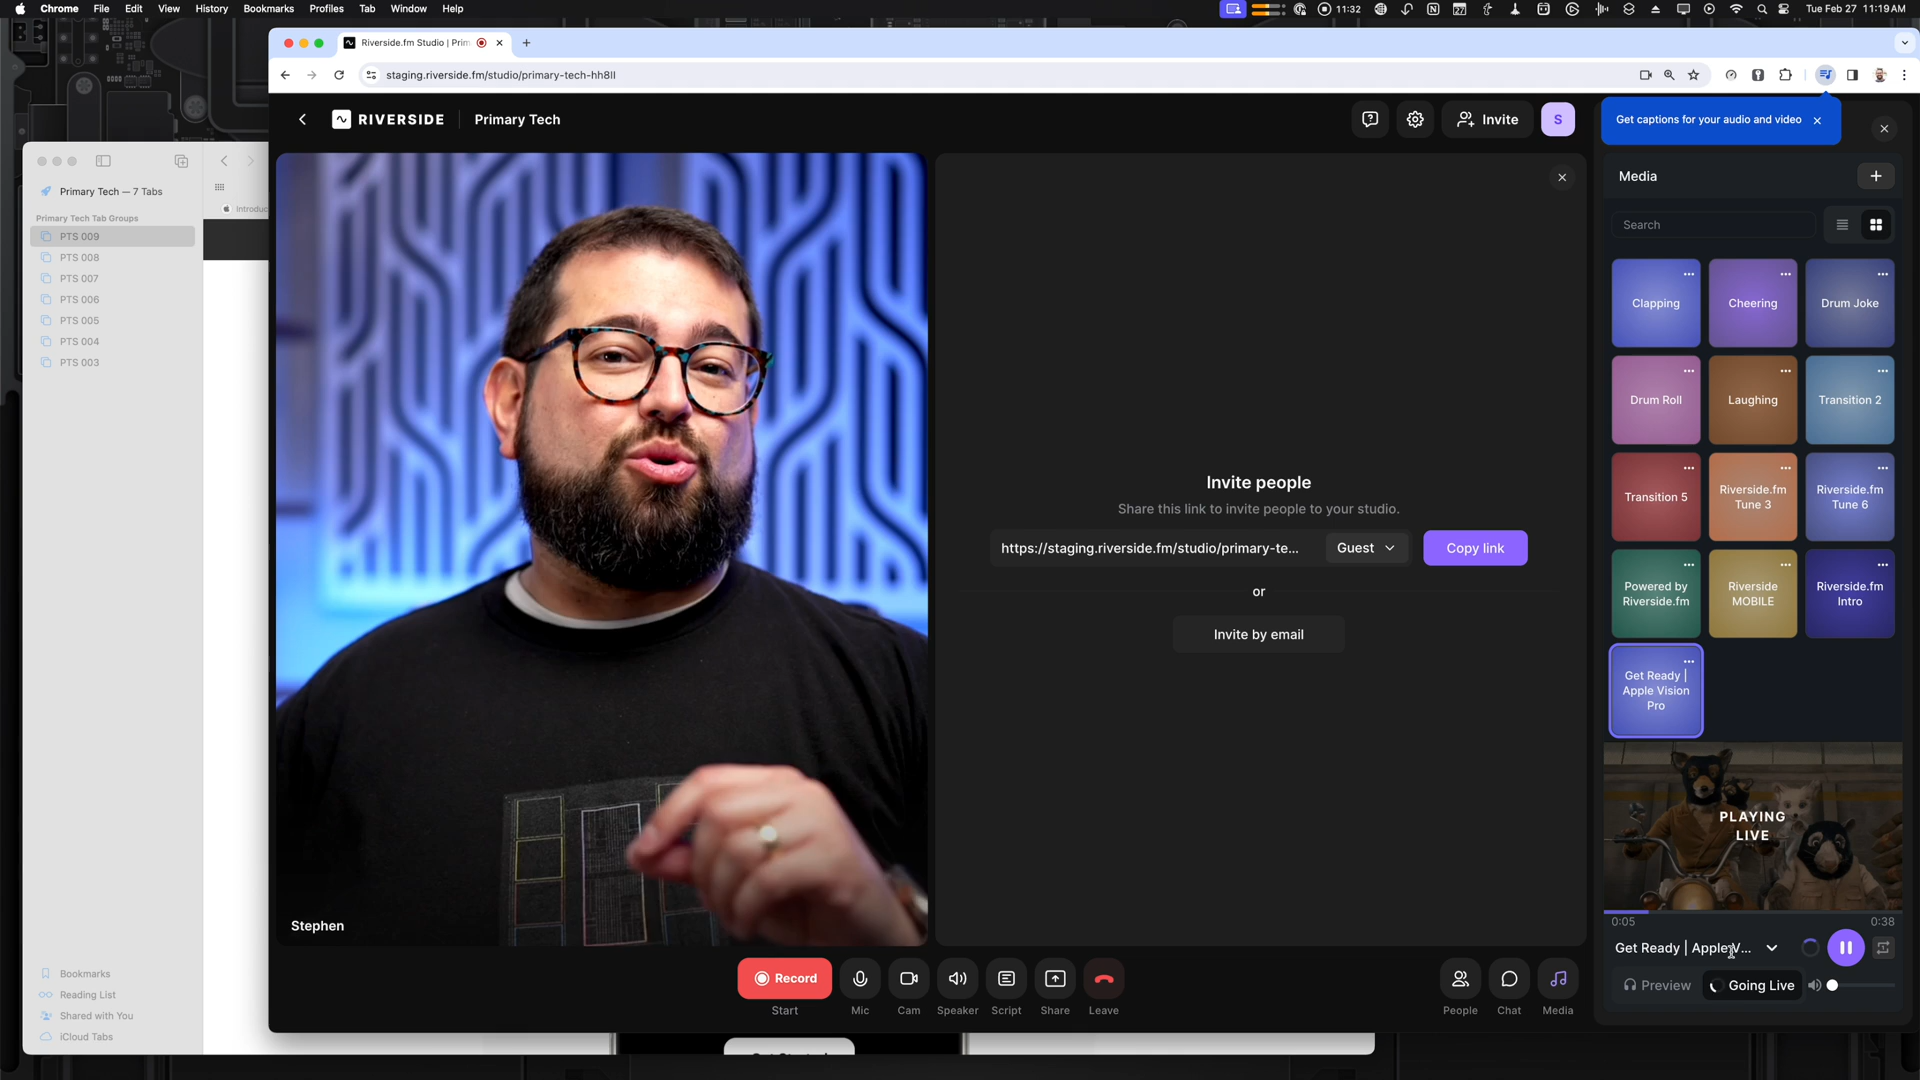 Chrome File Edit View History Bookmarks Profiles Tab Window Help
11:32
27
Tue Feb 27 11:19 AM
Riverside.fm Studio | Prim
staging.riverside.fm/studio/primary-tech-hh8ll
RIVERSIDE Primary Tech
Invite
S
Get captions for your audio and video
Primary Tech — 7 Tabs
Primary Tech Tab Groups
PTS 009
PTS 008
PTS 007
PTS 006
PTS 005
PTS 004
PTS 003
Introduc
Bookmarks
Reading List
Shared with You
iCloud Tabs
Stephen
Invite people
Share this link to invite people to your studio.
https://staging.riverside.fm/studio/primary-te...
Guest
Copy link
or
Invite by email
Media
Search
Clapping
Cheering
Drum Joke
Drum Roll
Laughing
Transition 2
Transition 5
Riverside.fm
Tune 3
Riverside.fm
Tune 6
Powered by
Riverside.fm
Riverside
MOBILE
Riverside.fm
Intro
Get Ready |
Apple Vision
Pro
PLAYING
LIVE
0:05
0:38
Get Ready | Apple V...
Preview
Going Live
Record
Start
Mic
Cam
Speaker
Script
Share
Leave
People
Chat
Media